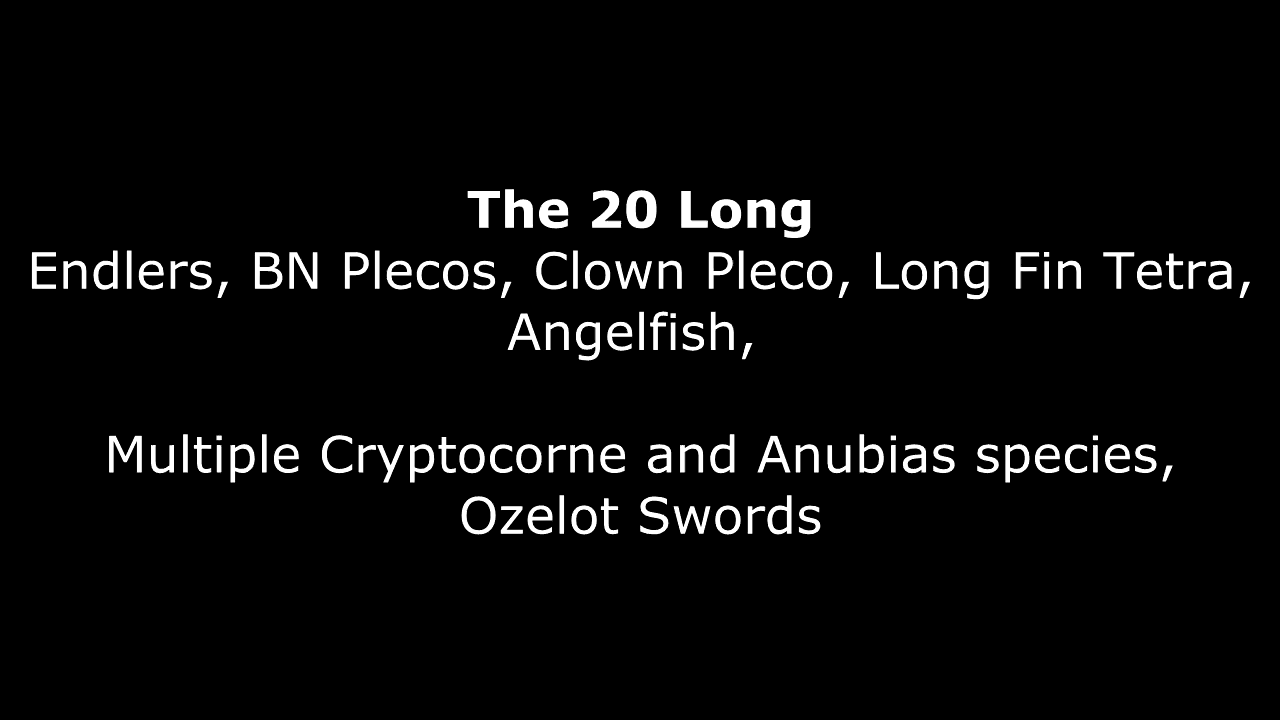 The 20 Long
Endlers, BN Plecos, Clown Pleco, Long Fin Tetra,
Angelfish,
Multiple Cryptocorne and Anubias species,
Ozelot Swords